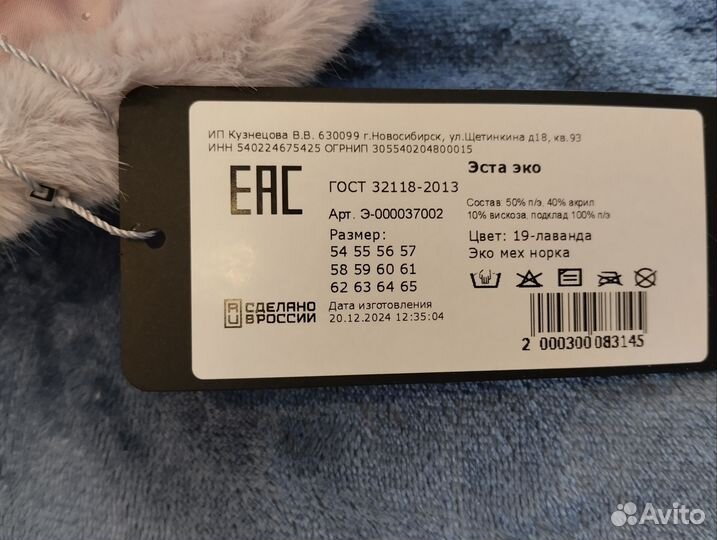 ИП Кузнецова В.В. 630099 г.Новосибирск, ул.Щетинкина д18, кв.93
ИНН 540224675425 ОГРНИП 305540204800015
Эста эко
EAC
ГОСТ 32118-2013
Состав: 50% п/э, 40% акрил
10% вискоза, подклад 100% п/э
Арт. Э-000037002
Размер:
54 55 56 57
58 59 60 61
62 63 64 65
Цвет: 19-лаванда
Эко мех норка
RU СДЕЛАНО
В РОССИИ
Дата изготовления
20.12.2024 12:35:04
2 000300 083145
Avito